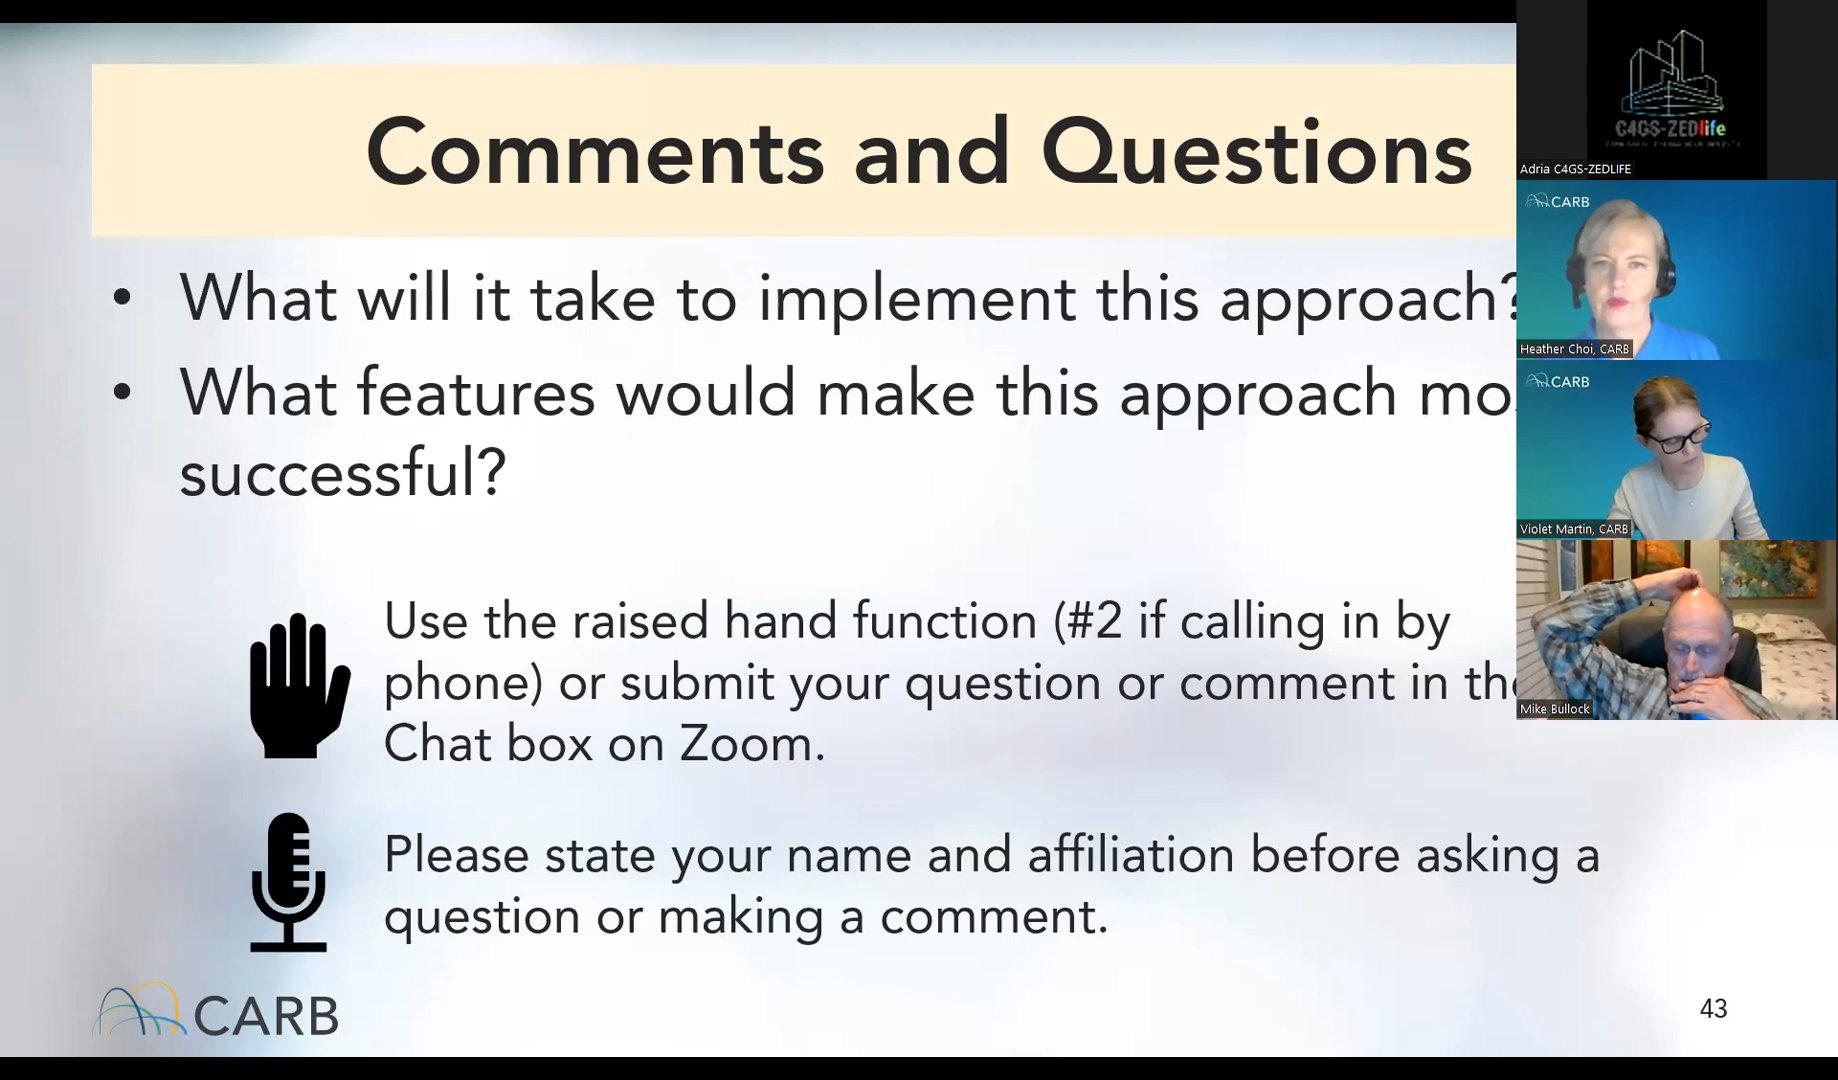 Comments and Questions
• What will it take to implement this approach?
• What features would make this approach mo
successful?
Use the raised hand function (#2 if calling in by
phone) or submit your question or comment in the
Chat box on Zoom.
Please state your name and affiliation before asking a
question or making a comment.
CARB
43
C4GS-ZEDlife
Adria C4GS-ZEDLIFE
CARB
Heather Choi, CARB
CARB
Violet Martin, CARB
Mike Bullock